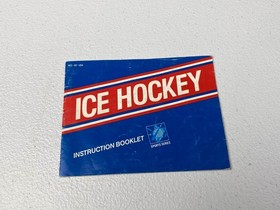 ICE HOCKEY
INSTRUCTION BOOKLET
SPORTS SERIES